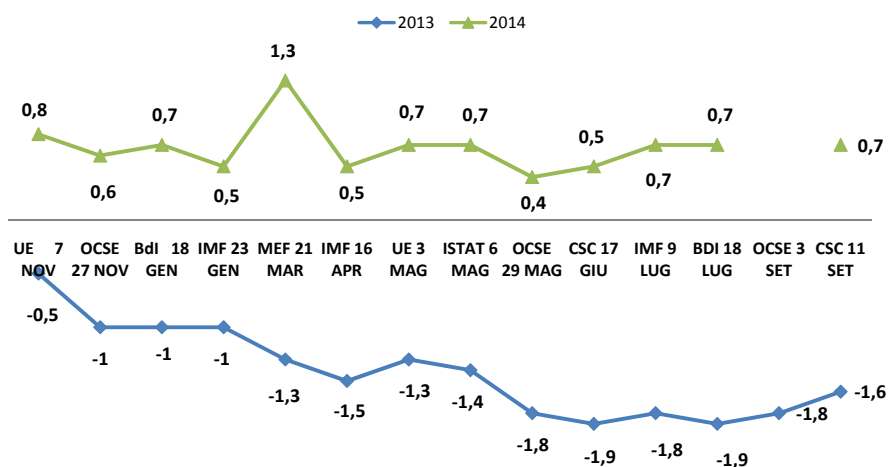 2013 2014
1,3
0,8 0,7 0,7 0,7 0,7
0,5 0,7
0,6 0,5 0,5 0,4 0,7
UE 7 OCSE BdI 18 IMF 23 MEF 21 IMF 16 UE 3 ISTAT 6 OCSE CSC 17 IMF 9 BDI 18 OCSE 3 CSC 11
NOV 27 NOV GEN GEN MAR APR MAG MAG 29 MAG GIU LUG LUG SET SET
-0,5
-1 -1 -1
-1,3 -1,5 -1,3 -1,4 -1,6
-1,8 -1,9 -1,8 -1,9 -1,8